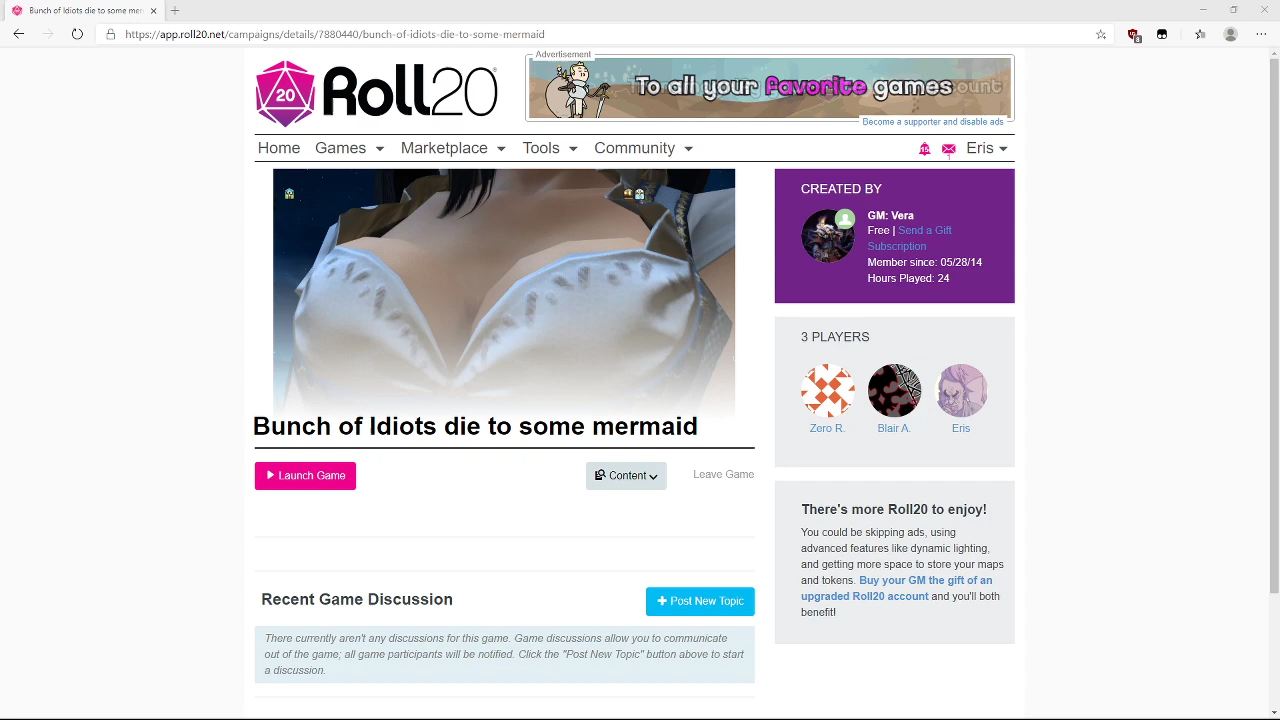 Bunch of Idiots die to some mer
https://app.roll20.net/campaigns/details/7880440/bunch-of-idiots-die-to-some-mermaid
8
20
Roll20
Advertisement
To all your favorite games
Become a supporter and disable ads
Home Games Marketplace Tools Community
15
1
Eris
CREATED BY
GM: Vera
Free | Send a Gift
Subscription
Member since: 05/28/14
Hours Played: 24
Bunch of Idiots die to some mermaid
Launch Game
Content
Leave Game
3 PLAYERS
Zero R. Blair A. Eris
Recent Game Discussion
+ Post New Topic
There currently aren't any discussions for this game. Game discussions allow you to communicate
out of the game; all game participants will be notified. Click the "Post New Topic" button above to start
a discussion.
There's more Roll20 to enjoy!
You could be skipping ads, using
advanced features like dynamic lighting,
and getting more space to store your maps
and tokens. Buy your GM the gift of an
upgraded Roll20 account and you'll both
benefit!